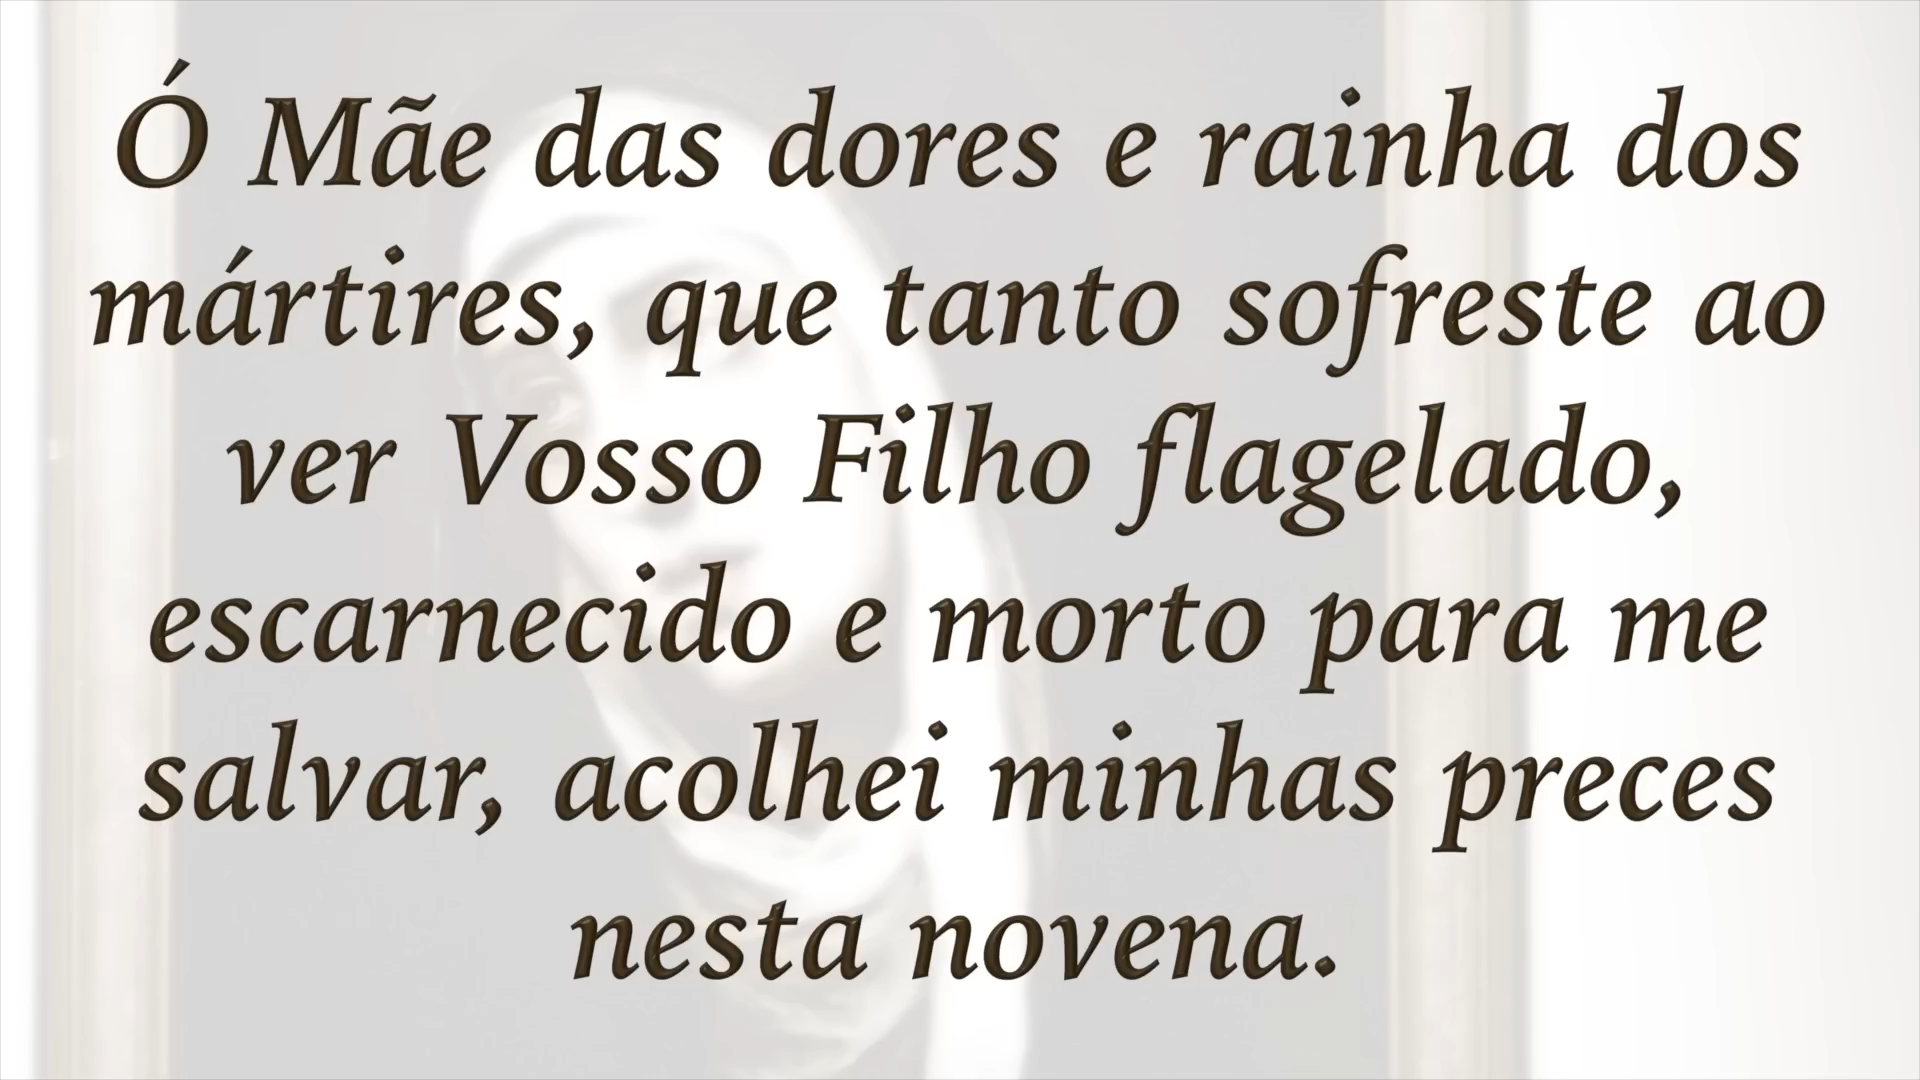 Ó Mãe das dores e rainha dos
mártires, que tanto sofreste ao
ver Vosso Filho flagelado,
escarnecido e morto para me
salvar, acolhei minhas preces
nesta novena.